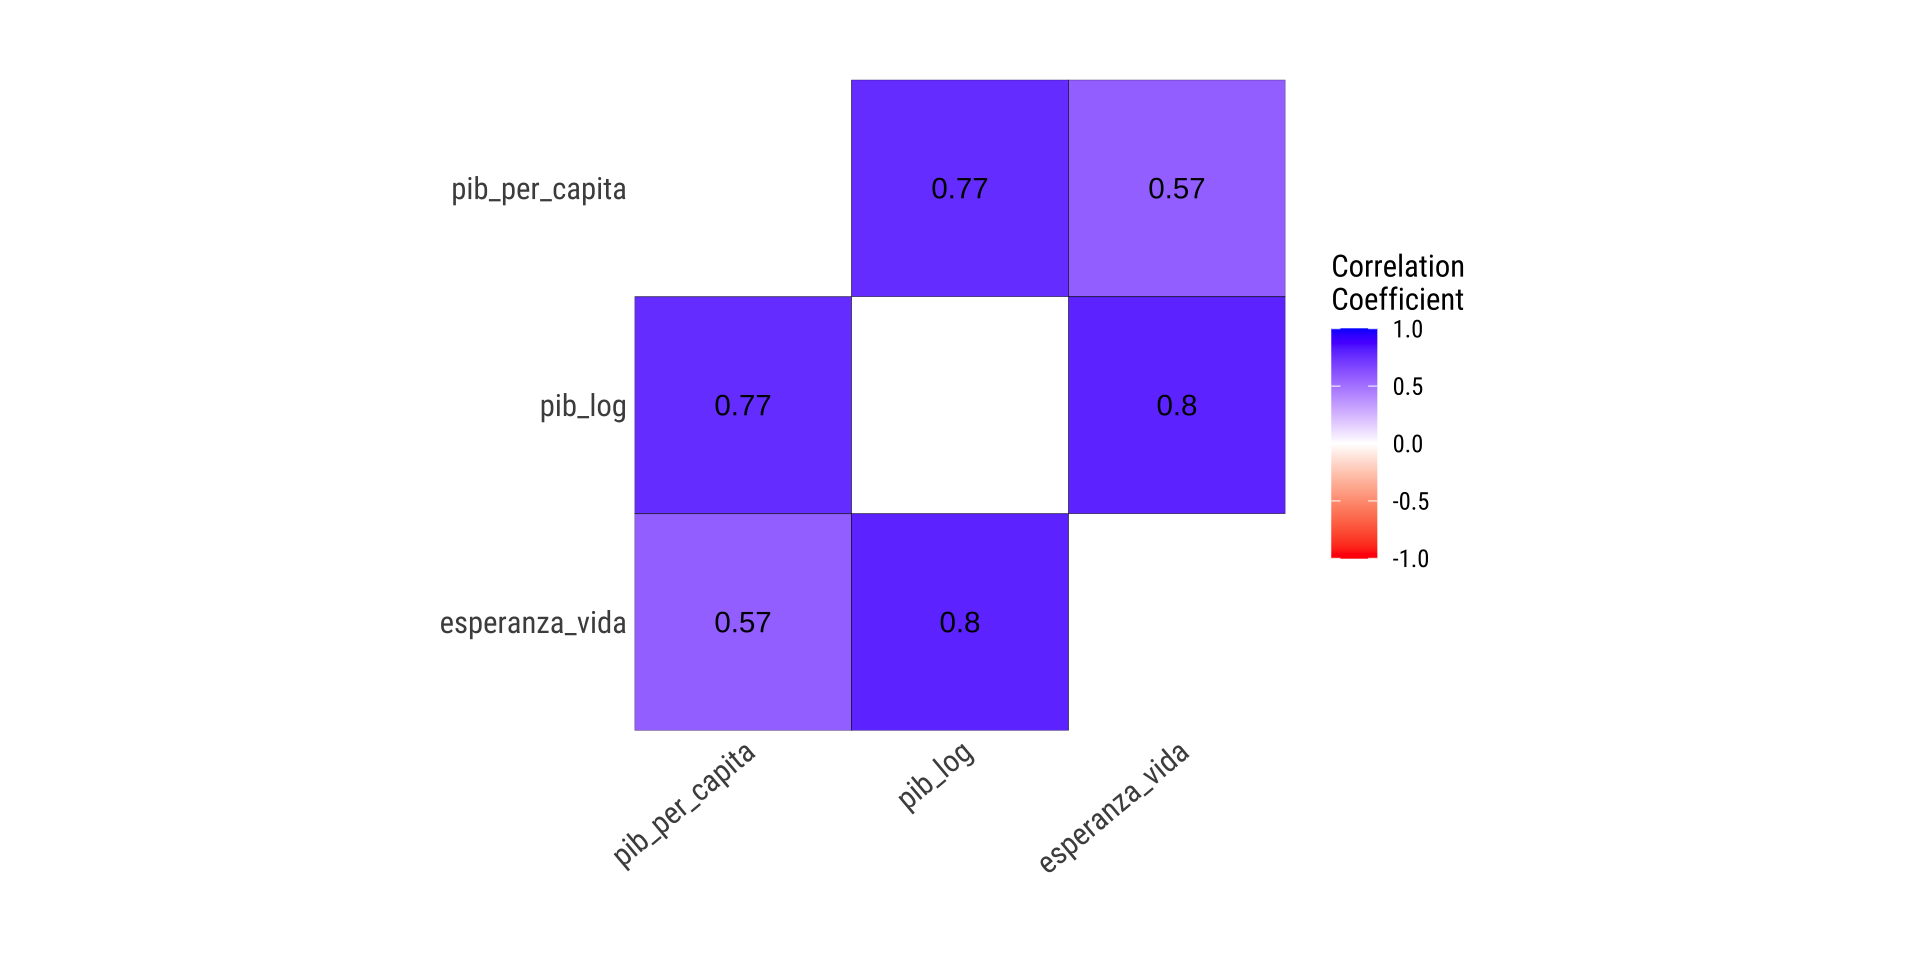 pib_per_capita
0.77
0.57
pib_log
0.77
0.8
esperanza_vida
0.57
0.8
pib_per_capita
pib_log
esperanza_vida
Correlation
Coefficient
1.0
0.5
0.0
-0.5
-1.0